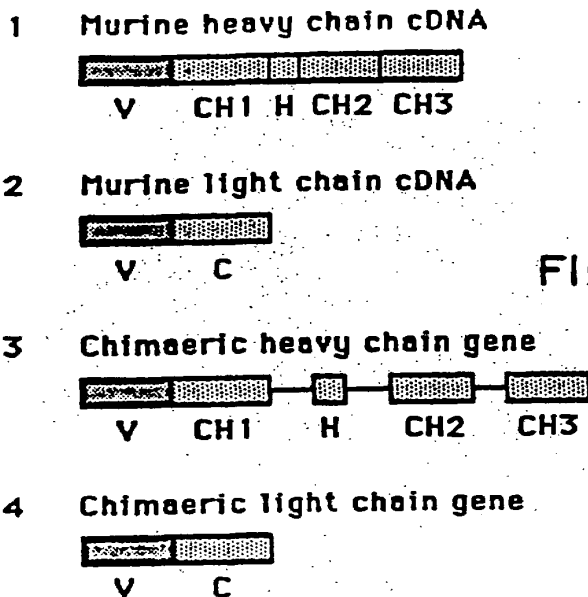 1 Murine heavy chain cDNA
V CH1 H CH2 CH3
2 Murine light chain cDNA
V C
FI
3 Chimaeric heavy chain gene
V CH1 H CH2 CH3
4 Chimaeric light chain gene
V C